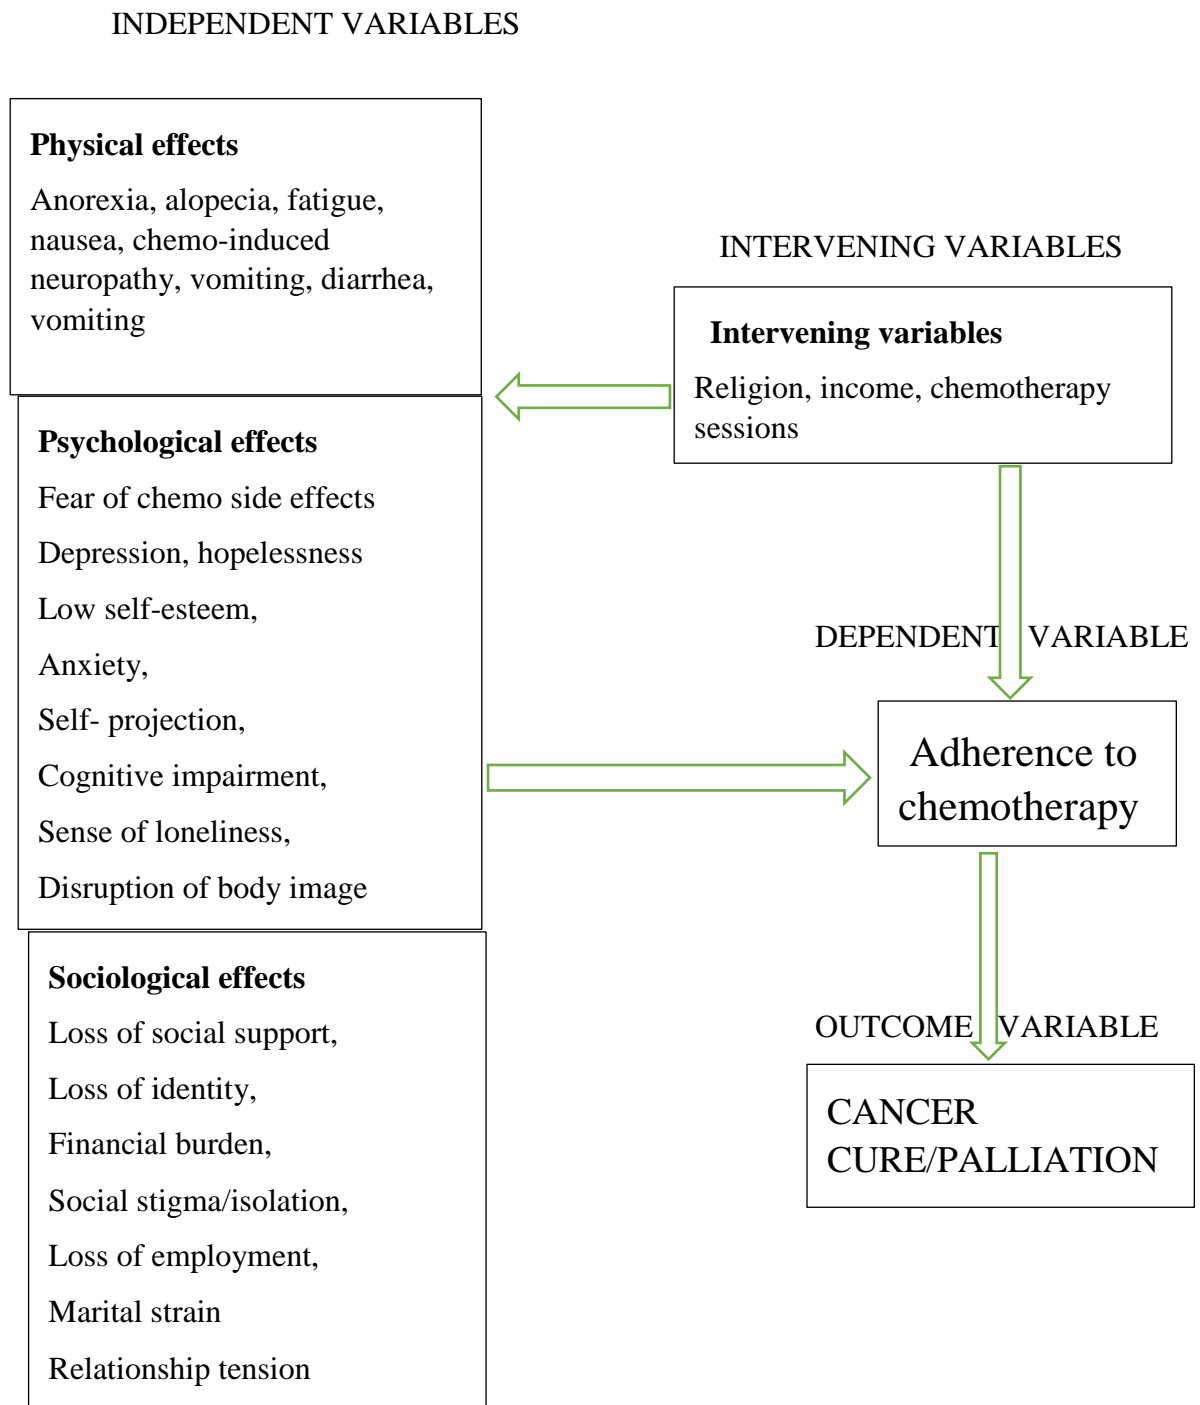 INDEPENDENT VARIABLES
Physical effects
Anorexia, alopecia, fatigue,
nausea, chemo-induced
neuropathy, vomiting, diarrhea,
vomiting
Psychological effects
Fear of chemo side effects
Depression, hopelessness
Low self-esteem,
Anxiety,
Self- projection,
Cognitive impairment,
Sense of loneliness,
Disruption of body image
Sociological effects
Loss of social support,
Loss of identity,
Financial burden,
Social stigma/isolation,
Loss of employment,
Marital strain
Relationship tension
INTERVENING VARIABLES
Intervening variables
Religion, income, chemotherapy
sessions
DEPENDENT VARIABLE
Adherence to
chemotherapy
OUTCOME VARIABLE
CANCER
CURE/PALLIATION